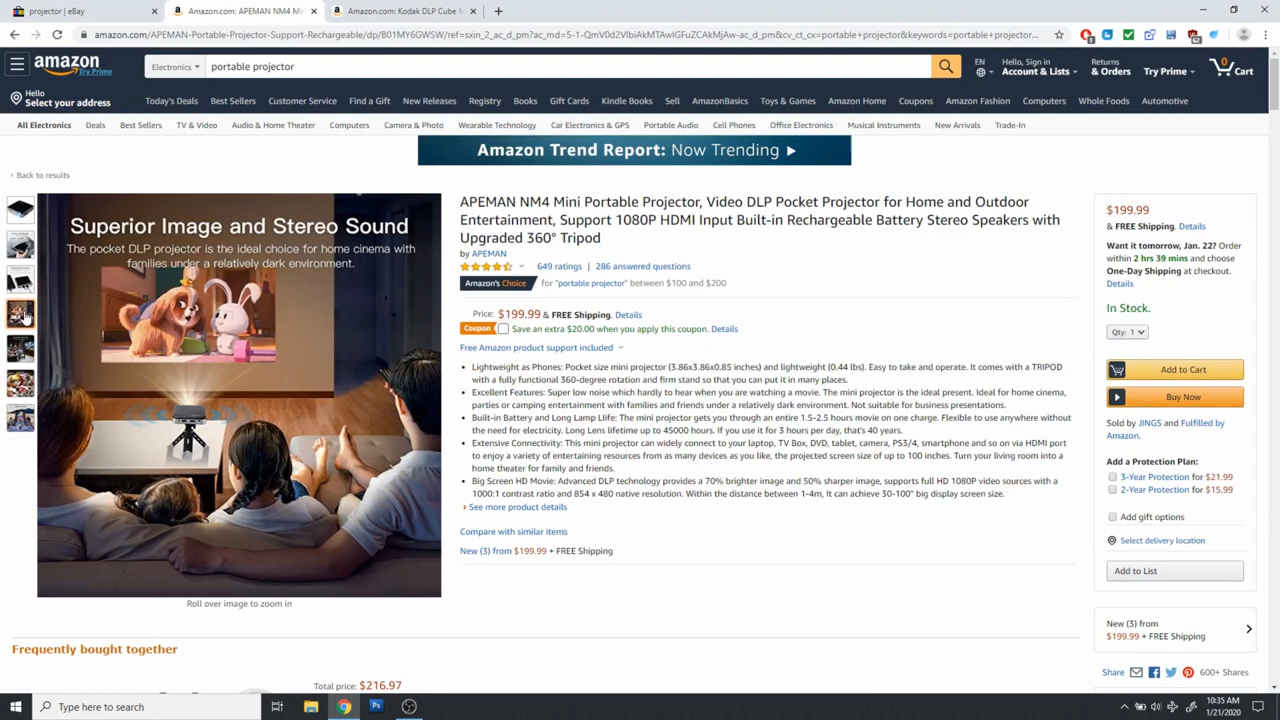 projector | eBay
Amazon.com: APEMAN NM4 Mi
Amazon.com: Kodak DLP Cube
amazon.com/APEMAN-Portable-Projector-Support-Rechargeable/dp/B01MY6GWSW/ref=sxin_2_ac_d_pm?ac_md=5-1-QmV0d2VlbiAkMTAwIGFuZCAkMjAw-ac_d_pm&cv_ct_cx=portable+projector&keywords=portable+projector...
amazon
Try Prime
Electronics
portable projector
EN
Hello, Sign in
Account & Lists
Returns
& Orders
Try Prime
0
Cart
Hello
Select your address
Today's Deals Best Sellers Customer Service Find a Gift New Releases Registry Books Gift Cards Kindle Books Sell AmazonBasics Toys & Games Amazon Home Coupons Amazon Fashion Computers Whole Foods Automotive
All Electronics Deals Best Sellers TV & Video Audio & Home Theater Computers Camera & Photo Wearable Technology Car Electronics & GPS Portable Audio Cell Phones Office Electronics Musical Instruments New Arrivals Trade-In
Amazon Trend Report: Now Trending
‹ Back to results
Superior Image and Stereo Sound
The pocket DLP projector is the ideal choice for home cinema with
families under a relatively dark environment.
Roll over image to zoom in
APEMAN NM4 Mini Portable Projector, Video DLP Pocket Projector for Home and Outdoor
Entertainment, Support 1080P HDMI Input Built-in Rechargeable Battery Stereo Speakers with
Upgraded 360° Tripod
by APEMAN
649 ratings | 286 answered questions
Amazon's Choice for "portable projector" between $100 and $200
Price: $199.99 & FREE Shipping. Details
Coupon Save an extra $20.00 when you apply this coupon. Details
Free Amazon product support included
• Lightweight as Phones: Pocket size mini projector (3.86x3.86x0.85 inches) and lightweight (0.44 lbs). Easy to take and operate. It comes with a TRIPOD
with a fully functional 360-degree rotation and firm stand so that you can put it in many places.
• Excellent Features: Super low noise which hardly to hear when you are watching a movie. The mini projector is the ideal present. Ideal for home cinema,
parties or camping entertainment with families and friends under a relatively dark environment. Not suitable for business presentations.
• Built-in Battery and Long Lamp Life: The mini projector gets you through an entire 1.5-2.5 hours movie on one charge. Flexible to use anywhere without
the need for electricity. Long Lens lifetime up to 45000 hours. If you use it for 3 hours per day, that's 40 years.
• Extensive Connectivity: This mini projector can widely connect to your laptop, TV Box, DVD, tablet, camera, PS3/4, smartphone and so on via HDMI port
to enjoy a variety of entertaining resources from as many devices as you like, the projected screen size of up to 100 inches. Turn your living room into a
home theater for family and friends.
• Big Screen HD Movie: Advanced DLP technology provides a 70% brighter image and 50% sharper image, supports full HD 1080P video sources with a
1000:1 contrast ratio and 854 x 480 native resolution. Within the distance between 1-4m, It can achieve 30-100" big display screen size.
› See more product details
Compare with similar items
New (3) from $199.99 + FREE Shipping
$199.99
& FREE Shipping. Details
Want it tomorrow, Jan. 22? Order
within 2 hrs 39 mins and choose
One-Day Shipping at checkout.
Details
In Stock.
Qty: 1
Add to Cart
Buy Now
Sold by JINGS and Fulfilled by
Amazon.
Add a Protection Plan:
3-Year Protection for $21.99
2-Year Protection for $15.99
Add gift options
Select delivery location
Add to List
New (3) from
$199.99 + FREE Shipping
Share 600+ Shares
Frequently bought together
Total price: $216.97
Type here to search
10:35 AM
1/21/2020